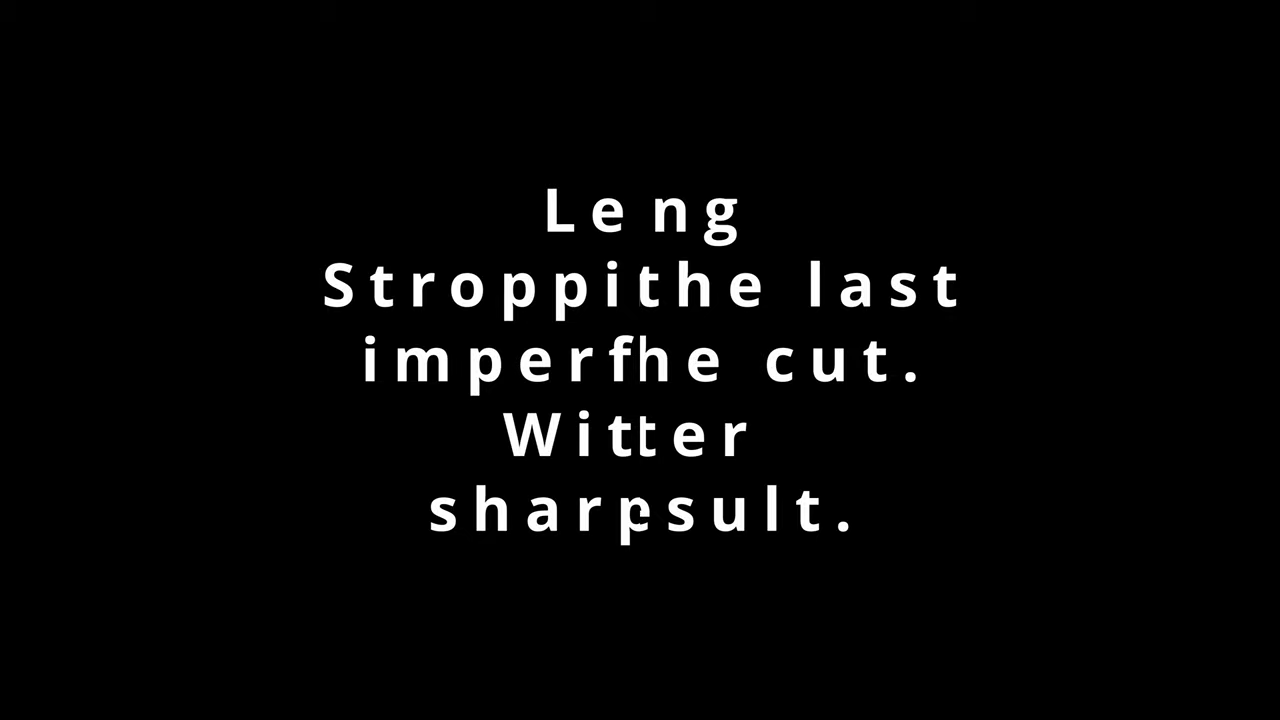 Leng
Stroppithe last
imperfhe cut.
Witter
sharpsult.